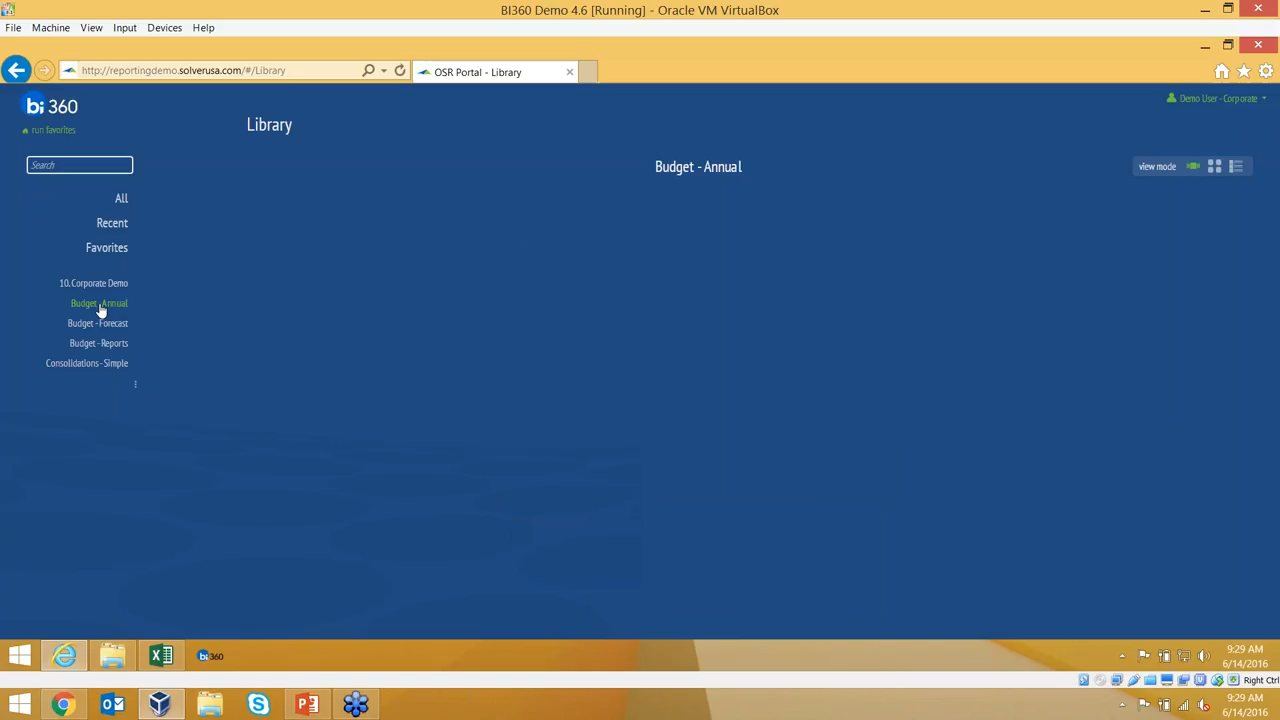 BI360 Demo 4.6 [Running] - Oracle VM VirtualBox
File Machine View Input Devices Help
http://reportingdemo.solverusa.com/#/Library
OSR Portal - Library
bi 360
Demo User - Corporate
run favorites
Library
Search
Budget - Annual
view mode
All
Recent
Favorites
10. Corporate Demo
Budget - Annual
Budget - Forecast
Budget - Reports
Consolidations - Simple
bi 360
9:29 AM
6/14/2016
Right Ctrl
9:29 AM
6/14/2016